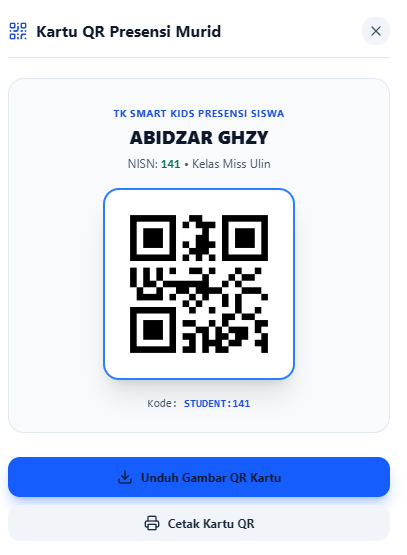 Kartu QR Presensi Murid
TK SMART KIDS PRESENSI SISWA
ABIDZAR GHZY
NISN: 141 • Kelas Miss Ulin
Kode: STUDENT:141
Unduh Gambar QR Kartu
Cetak Kartu QR